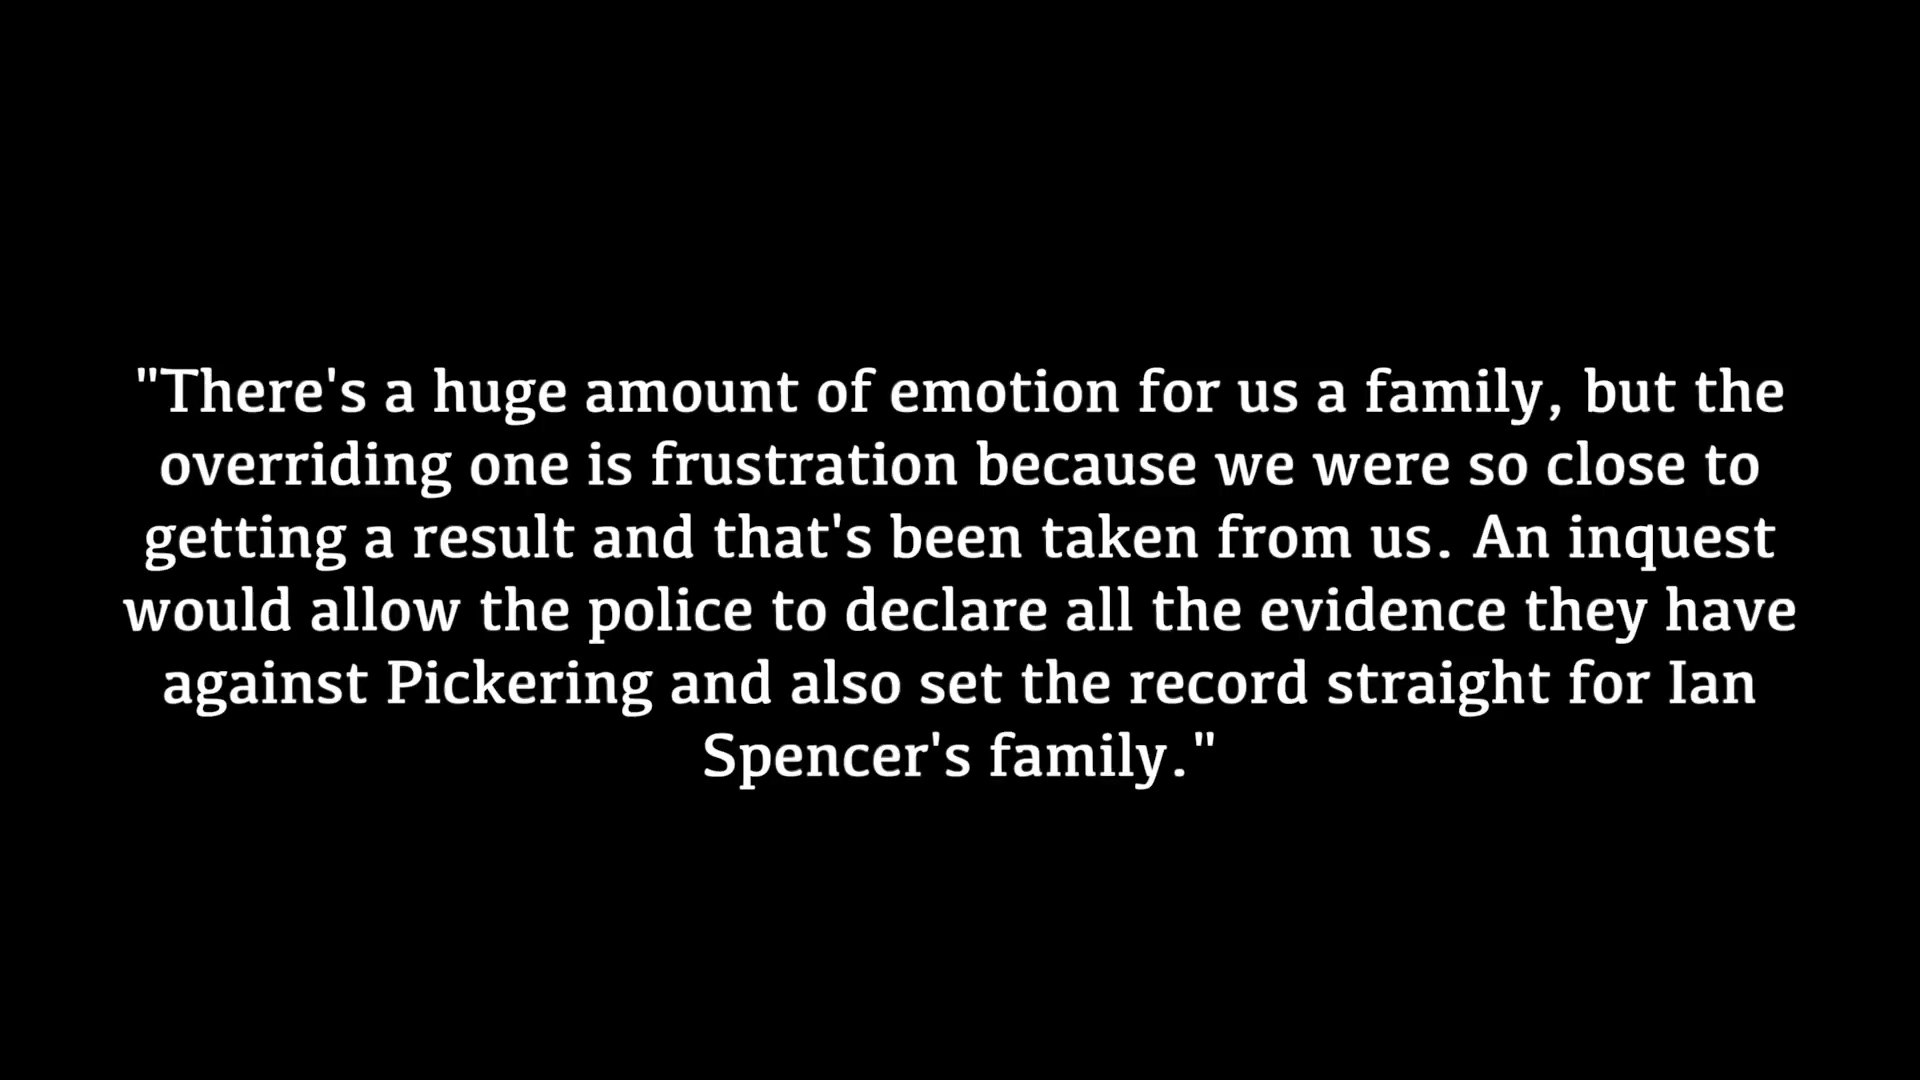 "There's a huge amount of emotion for us a family, but the
overriding one is frustration because we were so close to
getting a result and that's been taken from us. An inquest
would allow the police to declare all the evidence they have
against Pickering and also set the record straight for Ian
Spencer's family."